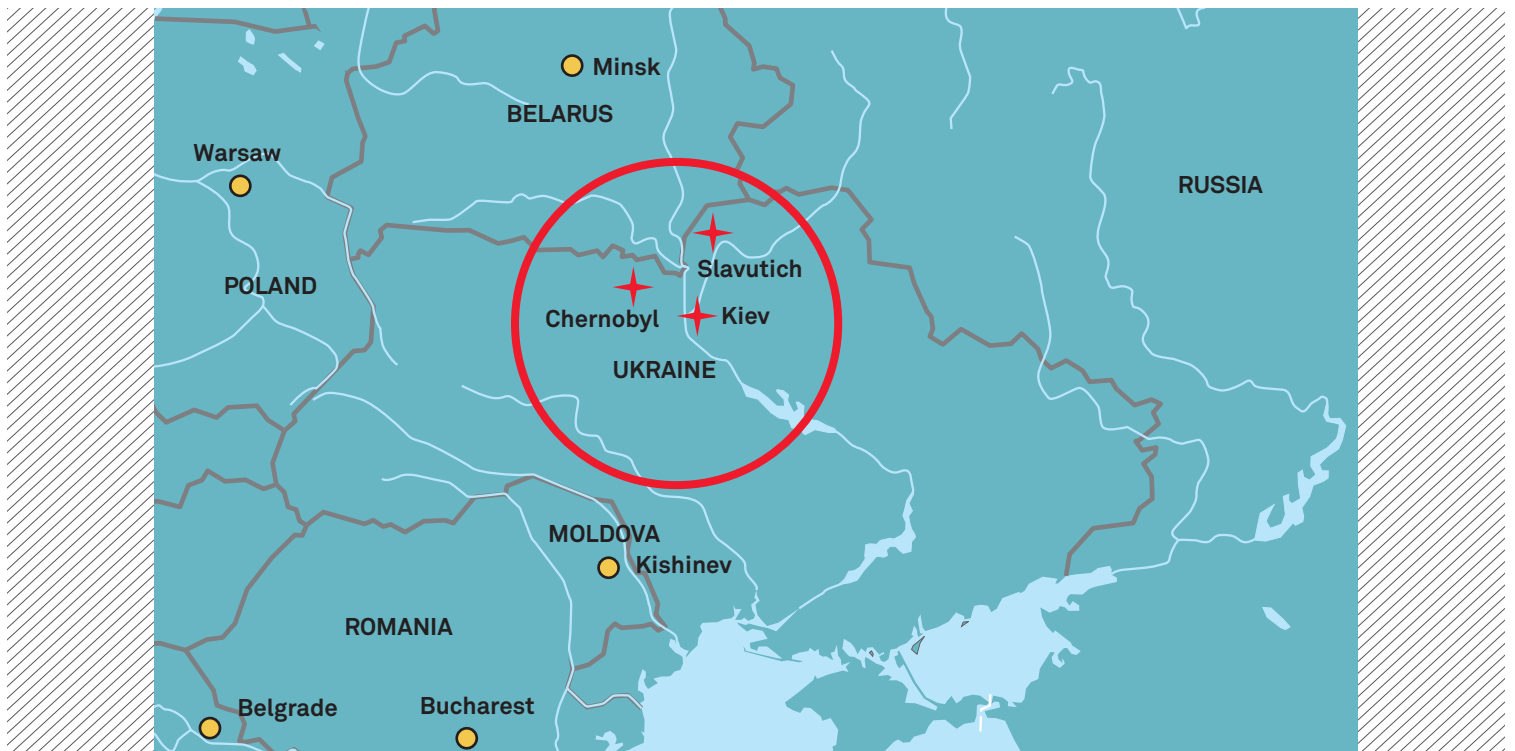 Minsk
BELARUS
Warsaw
RUSSIA
Slavutich
POLAND
Chernobyl
Kiev
UKRAINE
MOLDOVA
Kishinev
ROMANIA
Belgrade
Bucharest